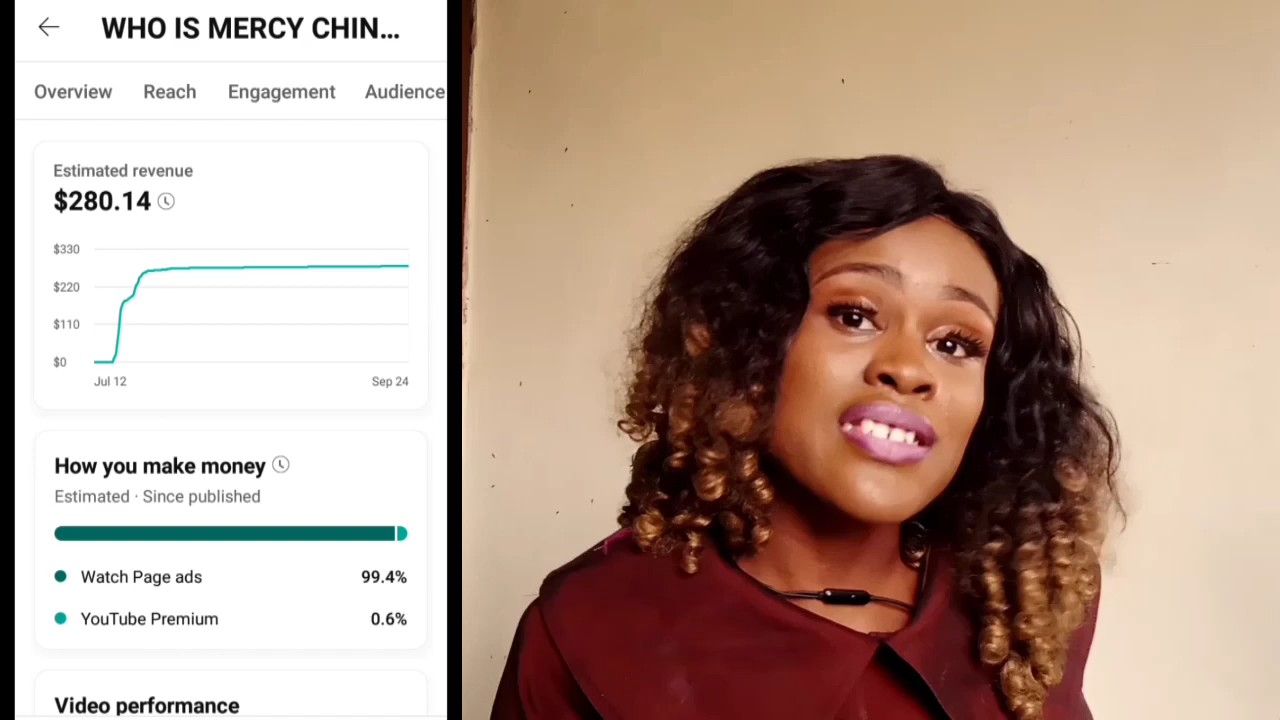 WHO IS MERCY CHIN...
Overview Reach Engagement Audience
Estimated revenue
$280.14
$330
$220
$110
$0
Jul 12 Sep 24
How you make money
Estimated · Since published
Watch Page ads 99.4%
YouTube Premium 0.6%
Video performance